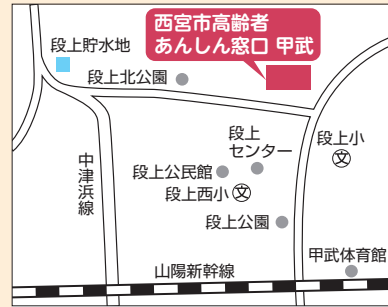 西宮市高齢者
あんしん窓口 甲武
段上貯水地
段上北公園
段上
センター
段上小
文
中津浜線
段上公民館
段上西小
文
段上公園
甲武体育館
山陽新幹線